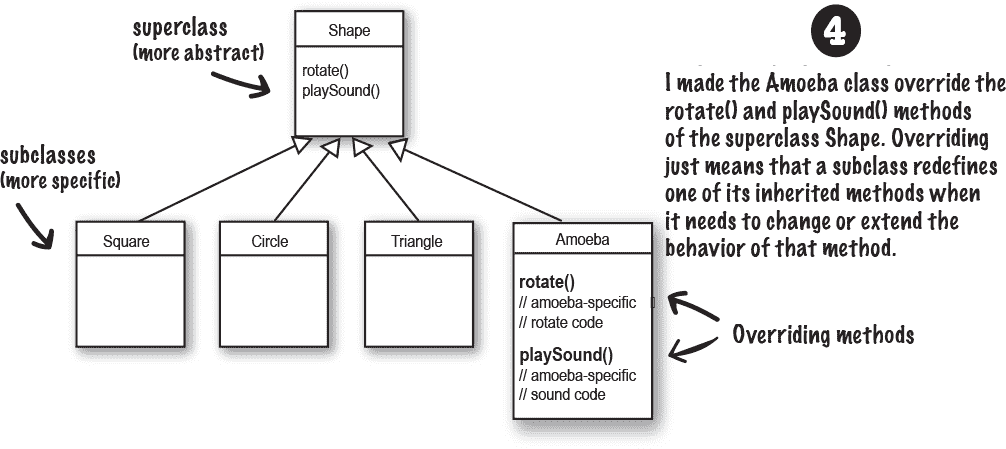 superclass
(more abstract)
Shape
rotate()
playSound()
4
I made the Amoeba class override the
rotate() and playSound() methods
of the superclass Shape. Overriding
just means that a subclass redefines
one of its inherited methods when
it needs to change or extend the
behavior of that method.
subclasses
(more specific)
Square
Circle
Triangle
Amoeba
rotate()
// amoeba-specific
// rotate code
playSound()
// amoeba-specific
// sound code
Overriding methods